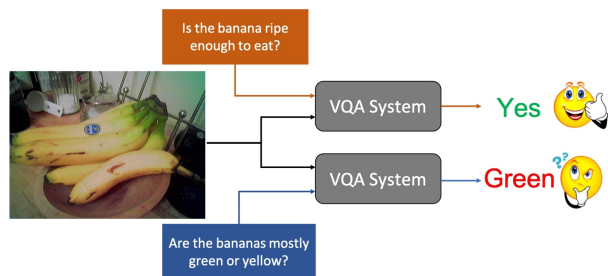 Is the banana ripe
enough to eat?
VQA System
Yes
VQA System
Green
??
Are the bananas mostly
green or yellow?